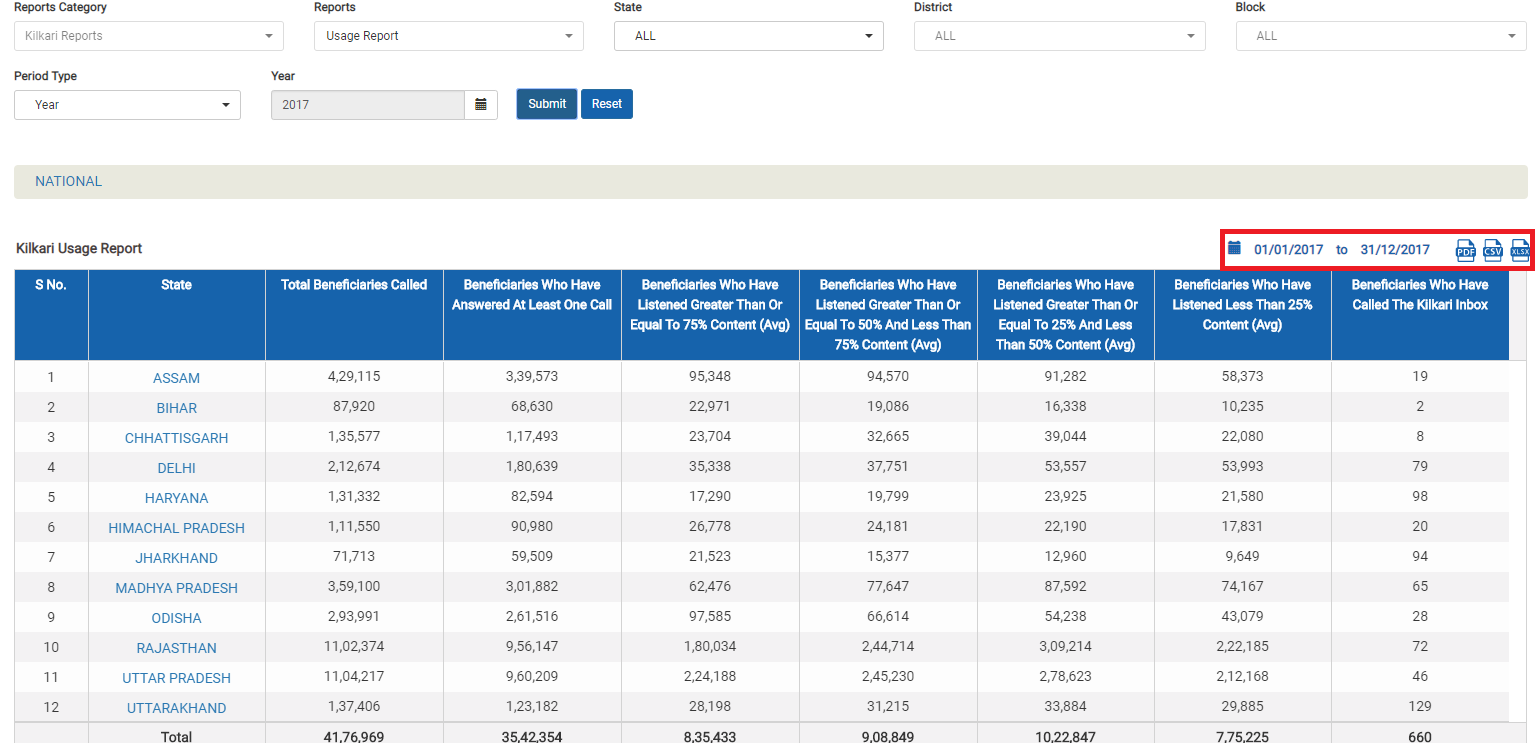 Reports Category Reports State District Block
Kilkari Reports Usage Report ALL ALL ALL
Period Type Year
Year 2017 Submit Reset
NATIONAL
Kilkari Usage Report 01/01/2017 to 31/12/2017 PDF CSV XLSX
S No. State Total Beneficiaries Called Beneficiaries Who Have Answered At Least One Call Beneficiaries Who Have Listened Greater Than Or Equal To 75% Content (Avg) Beneficiaries Who Have Listened Greater Than Or Equal To 50% And Less Than 75% Content (Avg) Beneficiaries Who Have Listened Greater Than Or Equal To 25% And Less Than 50% Content (Avg) Beneficiaries Who Have Listened Less Than 25% Content (Avg) Beneficiaries Who Have Called The Kilkari Inbox
1 ASSAM 4,29,115 3,39,573 95,348 94,570 91,282 58,373 19
2 BIHAR 87,920 68,630 22,971 19,086 16,338 10,235 2
3 CHHATTISGARH 1,35,577 1,17,493 23,704 32,665 39,044 22,080 8
4 DELHI 2,12,674 1,80,639 35,338 37,751 53,557 53,993 79
5 HARYANA 1,31,332 82,594 17,290 19,799 23,925 21,580 98
6 HIMACHAL PRADESH 1,11,550 90,980 26,778 24,181 22,190 17,831 20
7 JHARKHAND 71,713 59,509 21,523 15,377 12,960 9,649 94
8 MADHYA PRADESH 3,59,100 3,01,882 62,476 77,647 87,592 74,167 65
9 ODISHA 2,93,991 2,61,516 97,585 66,614 54,238 43,079 28
10 RAJASTHAN 11,02,374 9,56,147 1,80,034 2,44,714 3,09,214 2,22,185 72
11 UTTAR PRADESH 11,04,217 9,60,209 2,24,188 2,45,230 2,78,623 2,12,168 46
12 UTTARAKHAND 1,37,406 1,23,182 28,198 31,215 33,884 29,885 129
Total 41,76,969 35,42,354 8,35,433 9,08,849 10,22,847 7,75,225 660